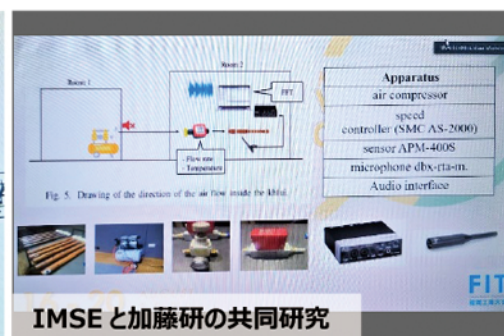 Room 1
Room 2
FFT
- Flow rate
- Temperature
Fig. 5. Drawing of the direction of the air flow inside the khlui.
Apparatus
air compressor
speed
controller (SMC AS-2000)
sensor APM-400S
microphone dbx-rta-m.
Audio interface
FIT
IMSEと加藤研の共同研究